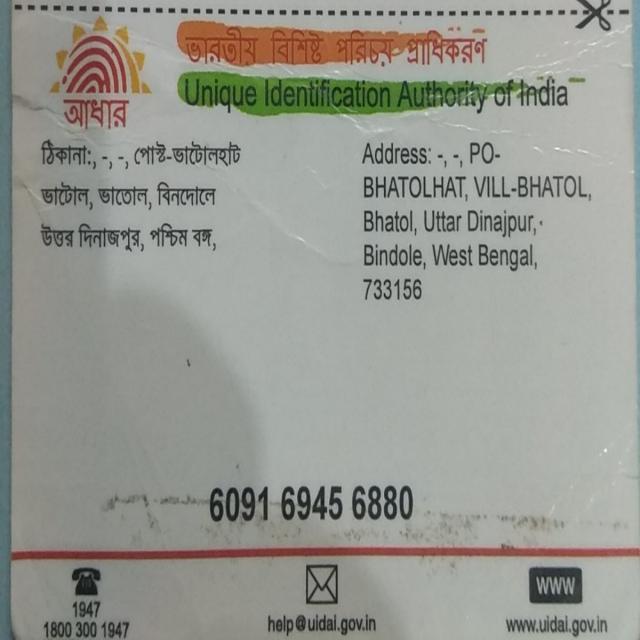 ভারতীয় বিশিষ্ট পরিচয় প্রাধিকরণ
Unique Identification Authority of India
আধার
ঠিকানা:, -, -, পোস্ট-ভাটোলহাট
ভাটোল, ভাতোল, বিনদোলে
উত্তর দিনাজপুর, পশ্চিম বঙ্গ,
Address: -, -, PO-
BHATOLHAT, VILL-BHATOL,
Bhatol, Uttar Dinajpur,
Bindole, West Bengal,
733156
6091 6945 6880
1947
1800 300 1947
help@uidai.gov.in
WWW
www.uidai.gov.in